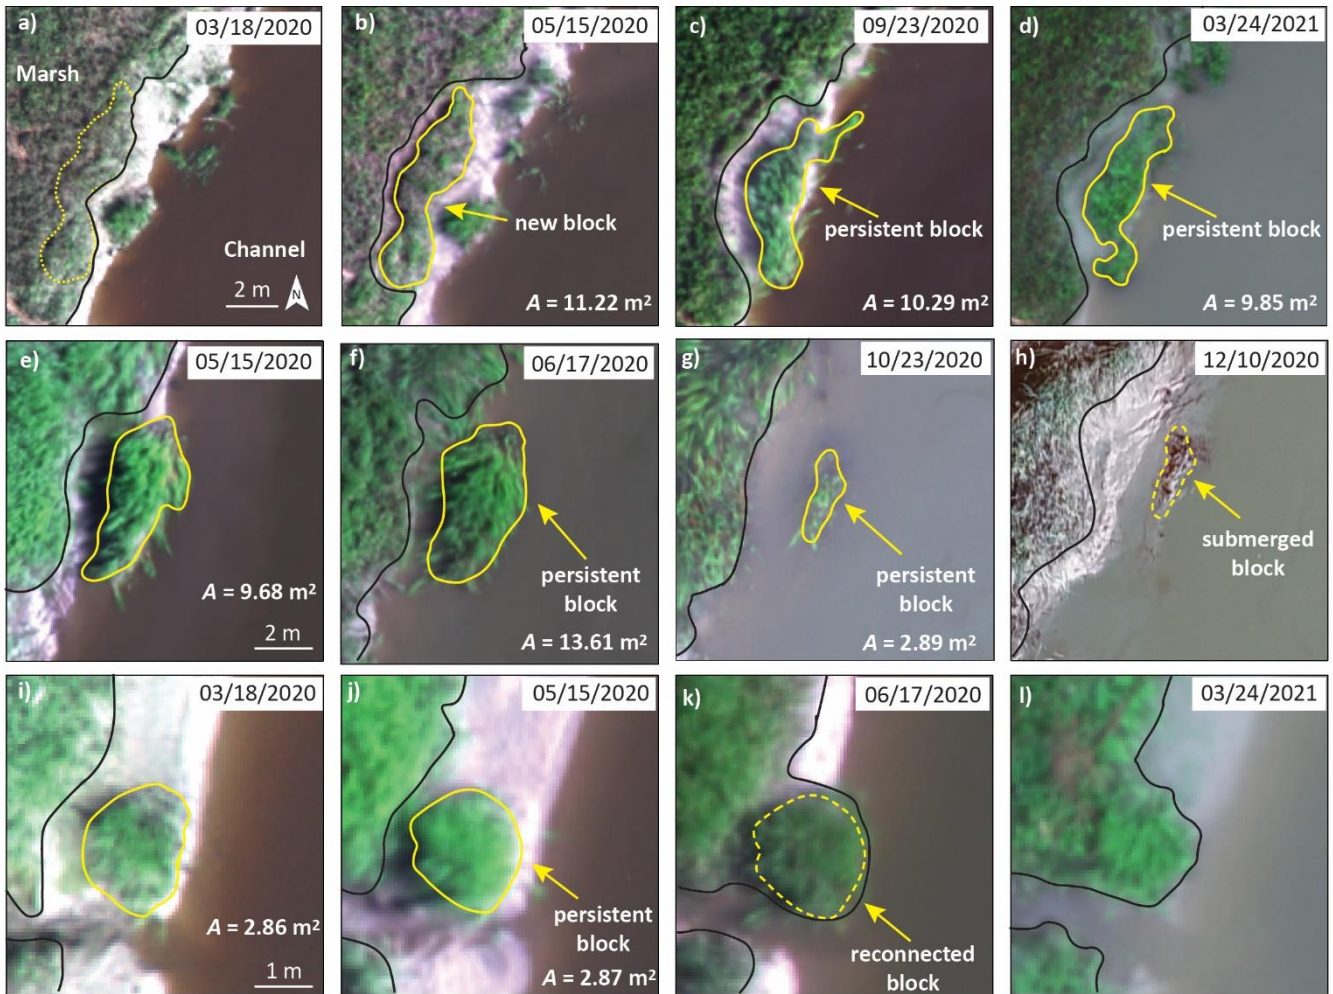 a)
03/18/2020
Marsh
Channel
2 m
N
b)
05/15/2020
new block
A = 11.22 m²
c)
09/23/2020
persistent block
A = 10.29 m²
d)
03/24/2021
persistent block
A = 9.85 m²
e)
05/15/2020
A = 9.68 m²
2 m
f)
06/17/2020
persistent
block
A = 13.61 m²
g)
10/23/2020
persistent
block
A = 2.89 m²
h)
12/10/2020
submerged
block
i)
03/18/2020
A = 2.86 m²
1 m
j)
05/15/2020
persistent
block
A = 2.87 m²
k)
06/17/2020
reconnected
block
l)
03/24/2021